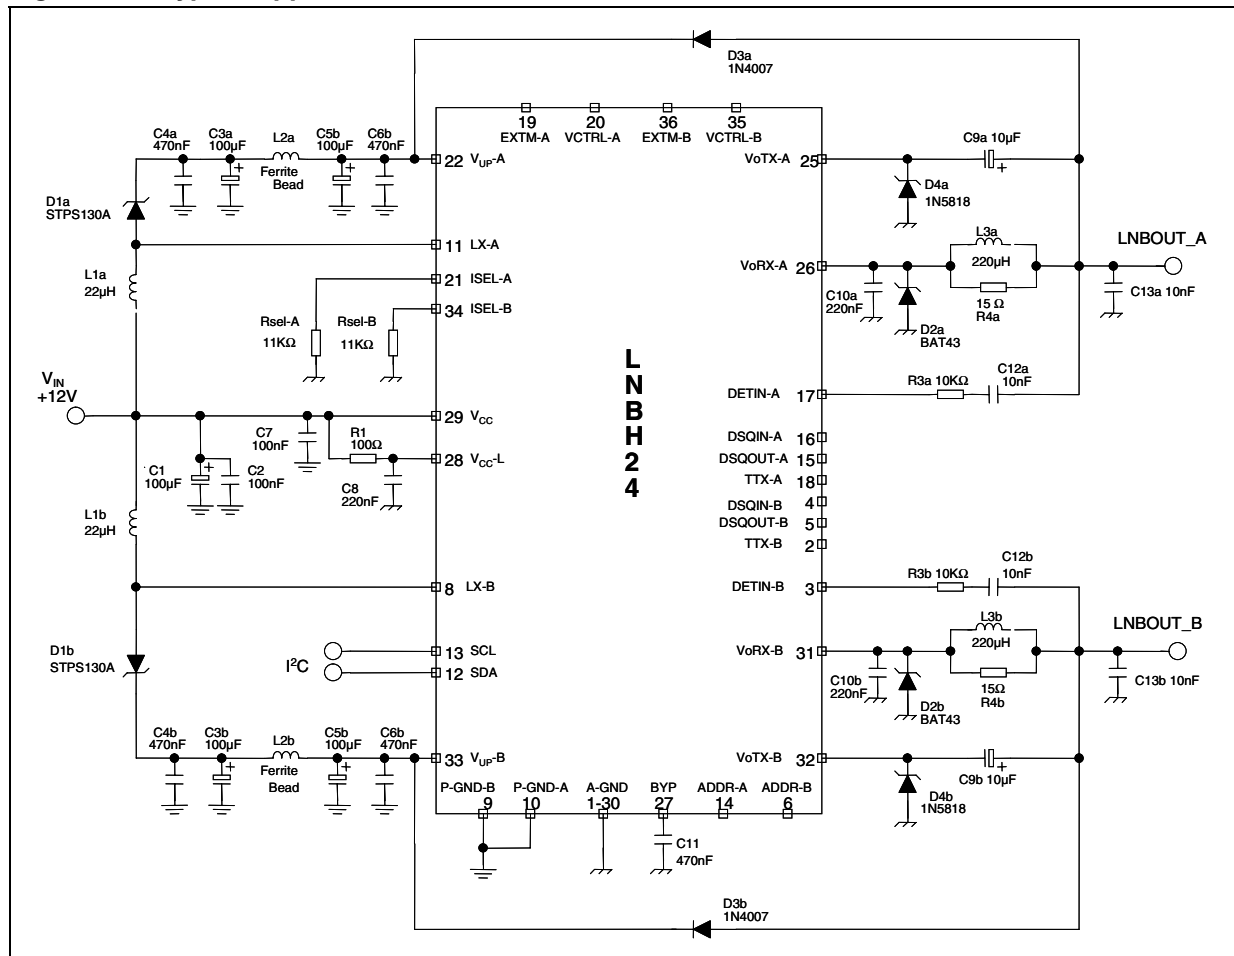 D3a
1N4007
19 20 36 35
EXTM-A VCTRL-A EXTM-B VCTRL-B
C4a
470nF
C3a
100µF
L2a
Ferrite
Bead
C5b
100µF
C6b
470nF
22 VUP-A
VoTX-A 25
C9a 10µF
D4a
1N5818
D1a
STPS130A
11 LX-A
L1a
22µH
21 ISEL-A
34 ISEL-B
Rsel-A
11KΩ
Rsel-B
11KΩ
VoRX-A 26
L3a
220µH
15 Ω
R4a
C10a
220nF
D2a
BAT43
LNBOUT_A
C13a 10nF
L
N
B
H
2
4
VIN
+12V
29 VCC
C7
100nF
R1
100Ω
28 VCC-L
C1
100µF
C2
100nF
C8
220nF
DETIN-A 17
R3a 10KΩ
C12a
10nF
DSQIN-A 16
DSQOUT-A 15
TTX-A 18
DSQIN-B 4
DSQOUT-B 5
TTX-B 2
L1b
22µH
8 LX-B
DETIN-B 3
R3b 10KΩ
C12b
10nF
D1b
STPS130A
I2C
13 SCL
12 SDA
VoRX-B 31
L3b
220µH
15Ω
R4b
C10b
220nF
D2b
BAT43
LNBOUT_B
C13b 10nF
C4b
470nF
C3b
100µF
L2b
Ferrite
Bead
C5b
100µF
C6b
470nF
33 VUP-B
VoTX-B 32
C9b 10µF
D4b
1N5818
P-GND-B P-GND-A A-GND BYP ADDR-A ADDR-B
9 10 1-30 27 14 6
C11
470nF
D3b
1N4007